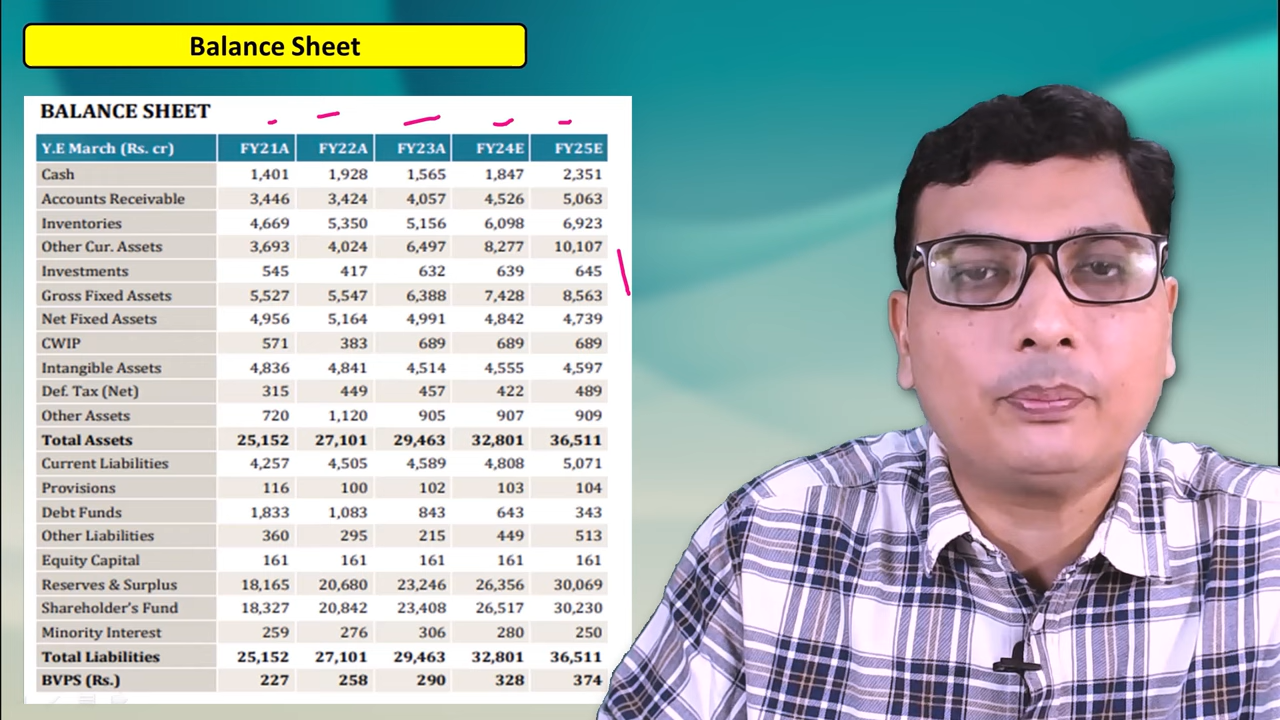 Balance Sheet
BALANCE SHEET
Y.E March (Rs. cr) FY21A FY22A FY23A FY24E FY25E
Cash 1,401 1,928 1,565 1,847 2,351
Accounts Receivable 3,446 3,424 4,057 4,526 5,063
Inventories 4,669 5,350 5,156 6,098 6,923
Other Cur. Assets 3,693 4,024 6,497 8,277 10,107
Investments 545 417 632 639 645
Gross Fixed Assets 5,527 5,547 6,388 7,428 8,563
Net Fixed Assets 4,956 5,164 4,991 4,842 4,739
CWIP 571 383 689 689 689
Intangible Assets 4,836 4,841 4,514 4,555 4,597
Def. Tax (Net) 315 449 457 422 489
Other Assets 720 1,120 905 907 909
Total Assets 25,152 27,101 29,463 32,801 36,511
Current Liabilities 4,257 4,505 4,589 4,808 5,071
Provisions 116 100 102 103 104
Debt Funds 1,833 1,083 843 643 343
Other Liabilities 360 295 215 449 513
Equity Capital 161 161 161 161 161
Reserves & Surplus 18,165 20,680 23,246 26,356 30,069
Shareholder's Fund 18,327 20,842 23,408 26,517 30,230
Minority Interest 259 276 306 280 250
Total Liabilities 25,152 27,101 29,463 32,801 36,511
BVPS (Rs.) 227 258 290 328 374